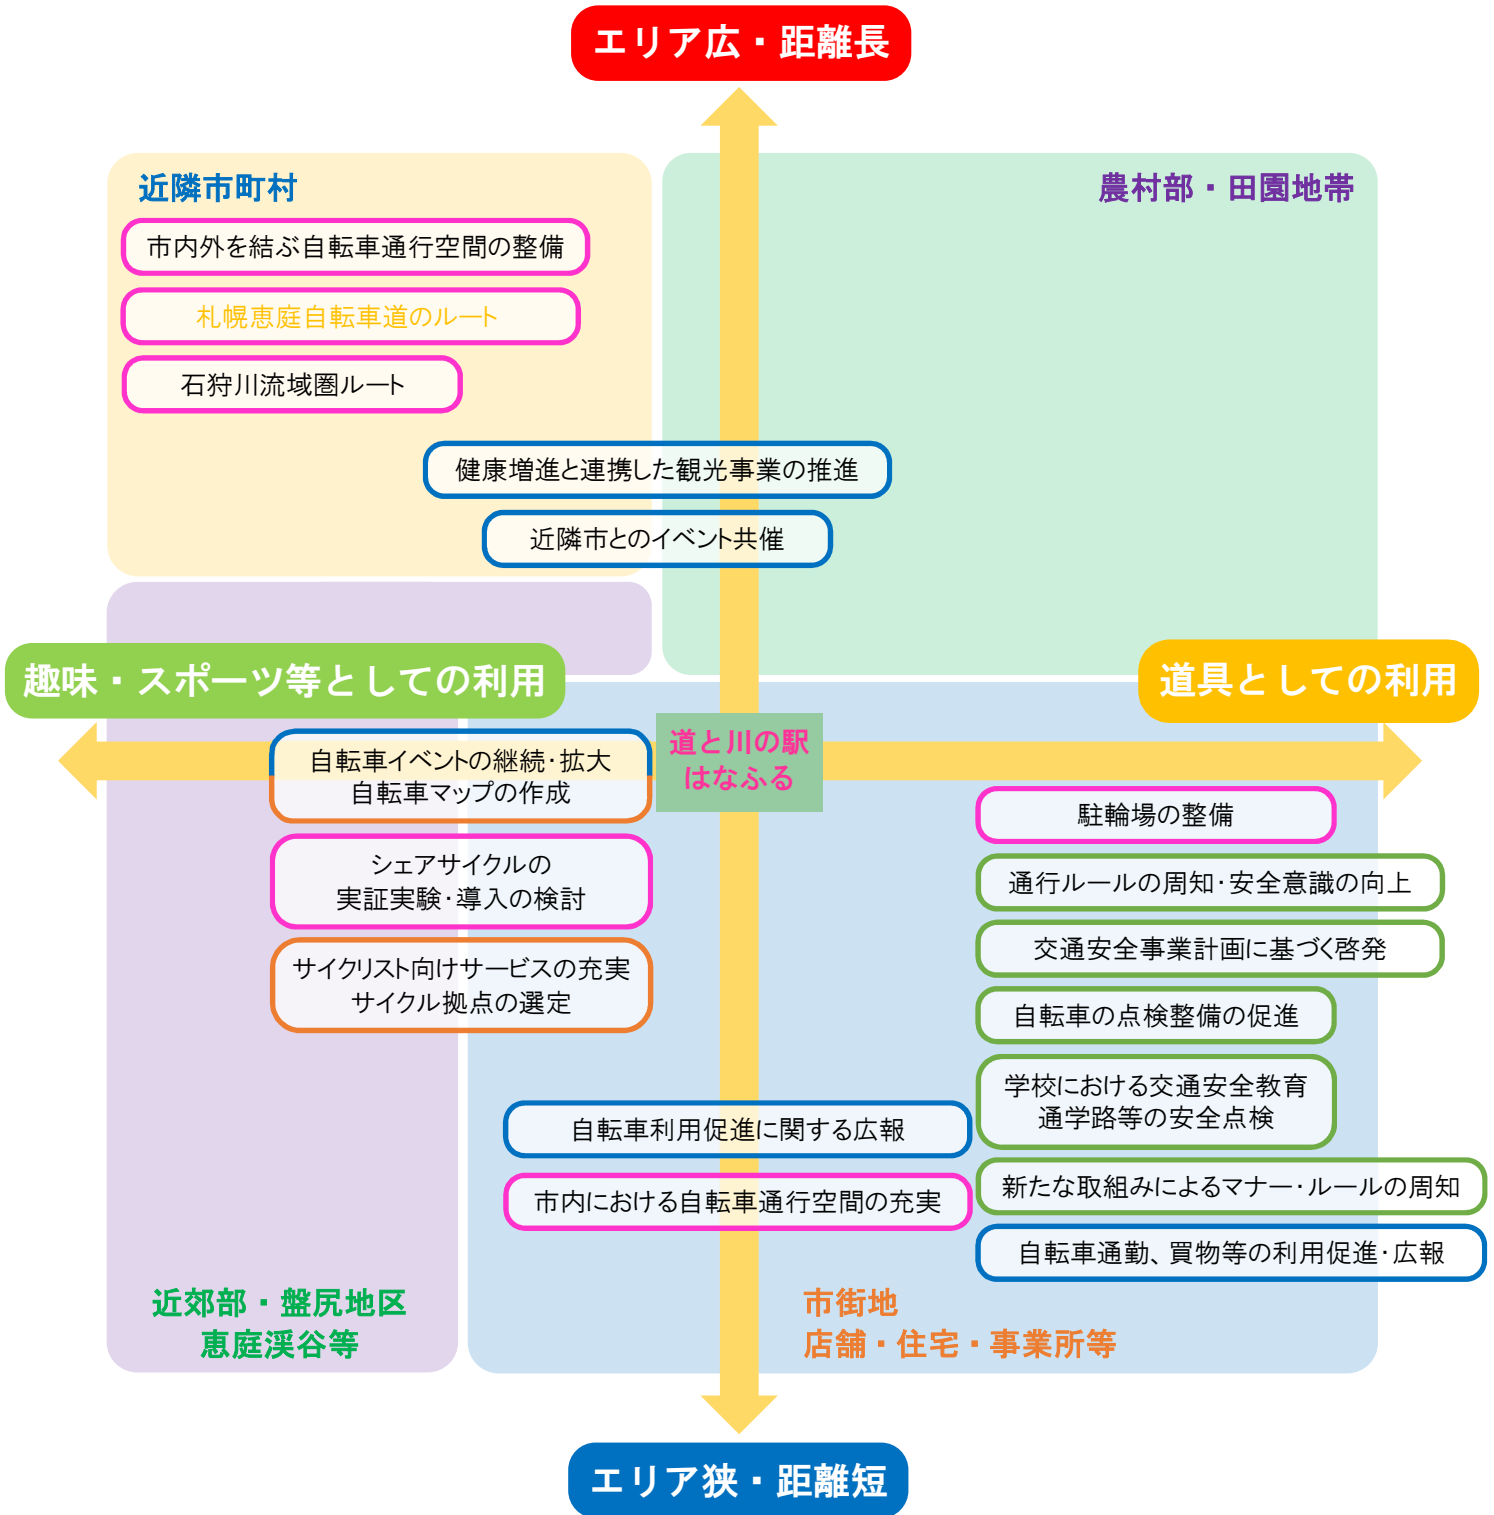 エリア広・距離長
近隣市町村
農村部・田園地帯
市内外を結ぶ自転車通行空間の整備
札幌恵庭自転車道のルート
石狩川流域圏ルート
健康増進と連携した観光事業の推進
近隣市とのイベント共催
趣味・スポーツ等としての利用
道具としての利用
道と川の駅
はなふる
自転車イベントの継続・拡大
自転車マップの作成
シェアサイクルの
実証実験・導入の検討
サイクリスト向けサービスの充実
サイクル拠点の選定
駐輪場の整備
通行ルールの周知・安全意識の向上
交通安全事業計画に基づく啓発
自転車の点検整備の促進
学校における交通安全教育
通学路等の安全点検
自転車利用促進に関する広報
市内における自転車通行空間の充実
新たな取組みによるマナー・ルールの周知
自転車通勤、買物等の利用促進・広報
近郊部・盤尻地区
恵庭渓谷等
市街地
店舗・住宅・事業所等
エリア狭・距離短